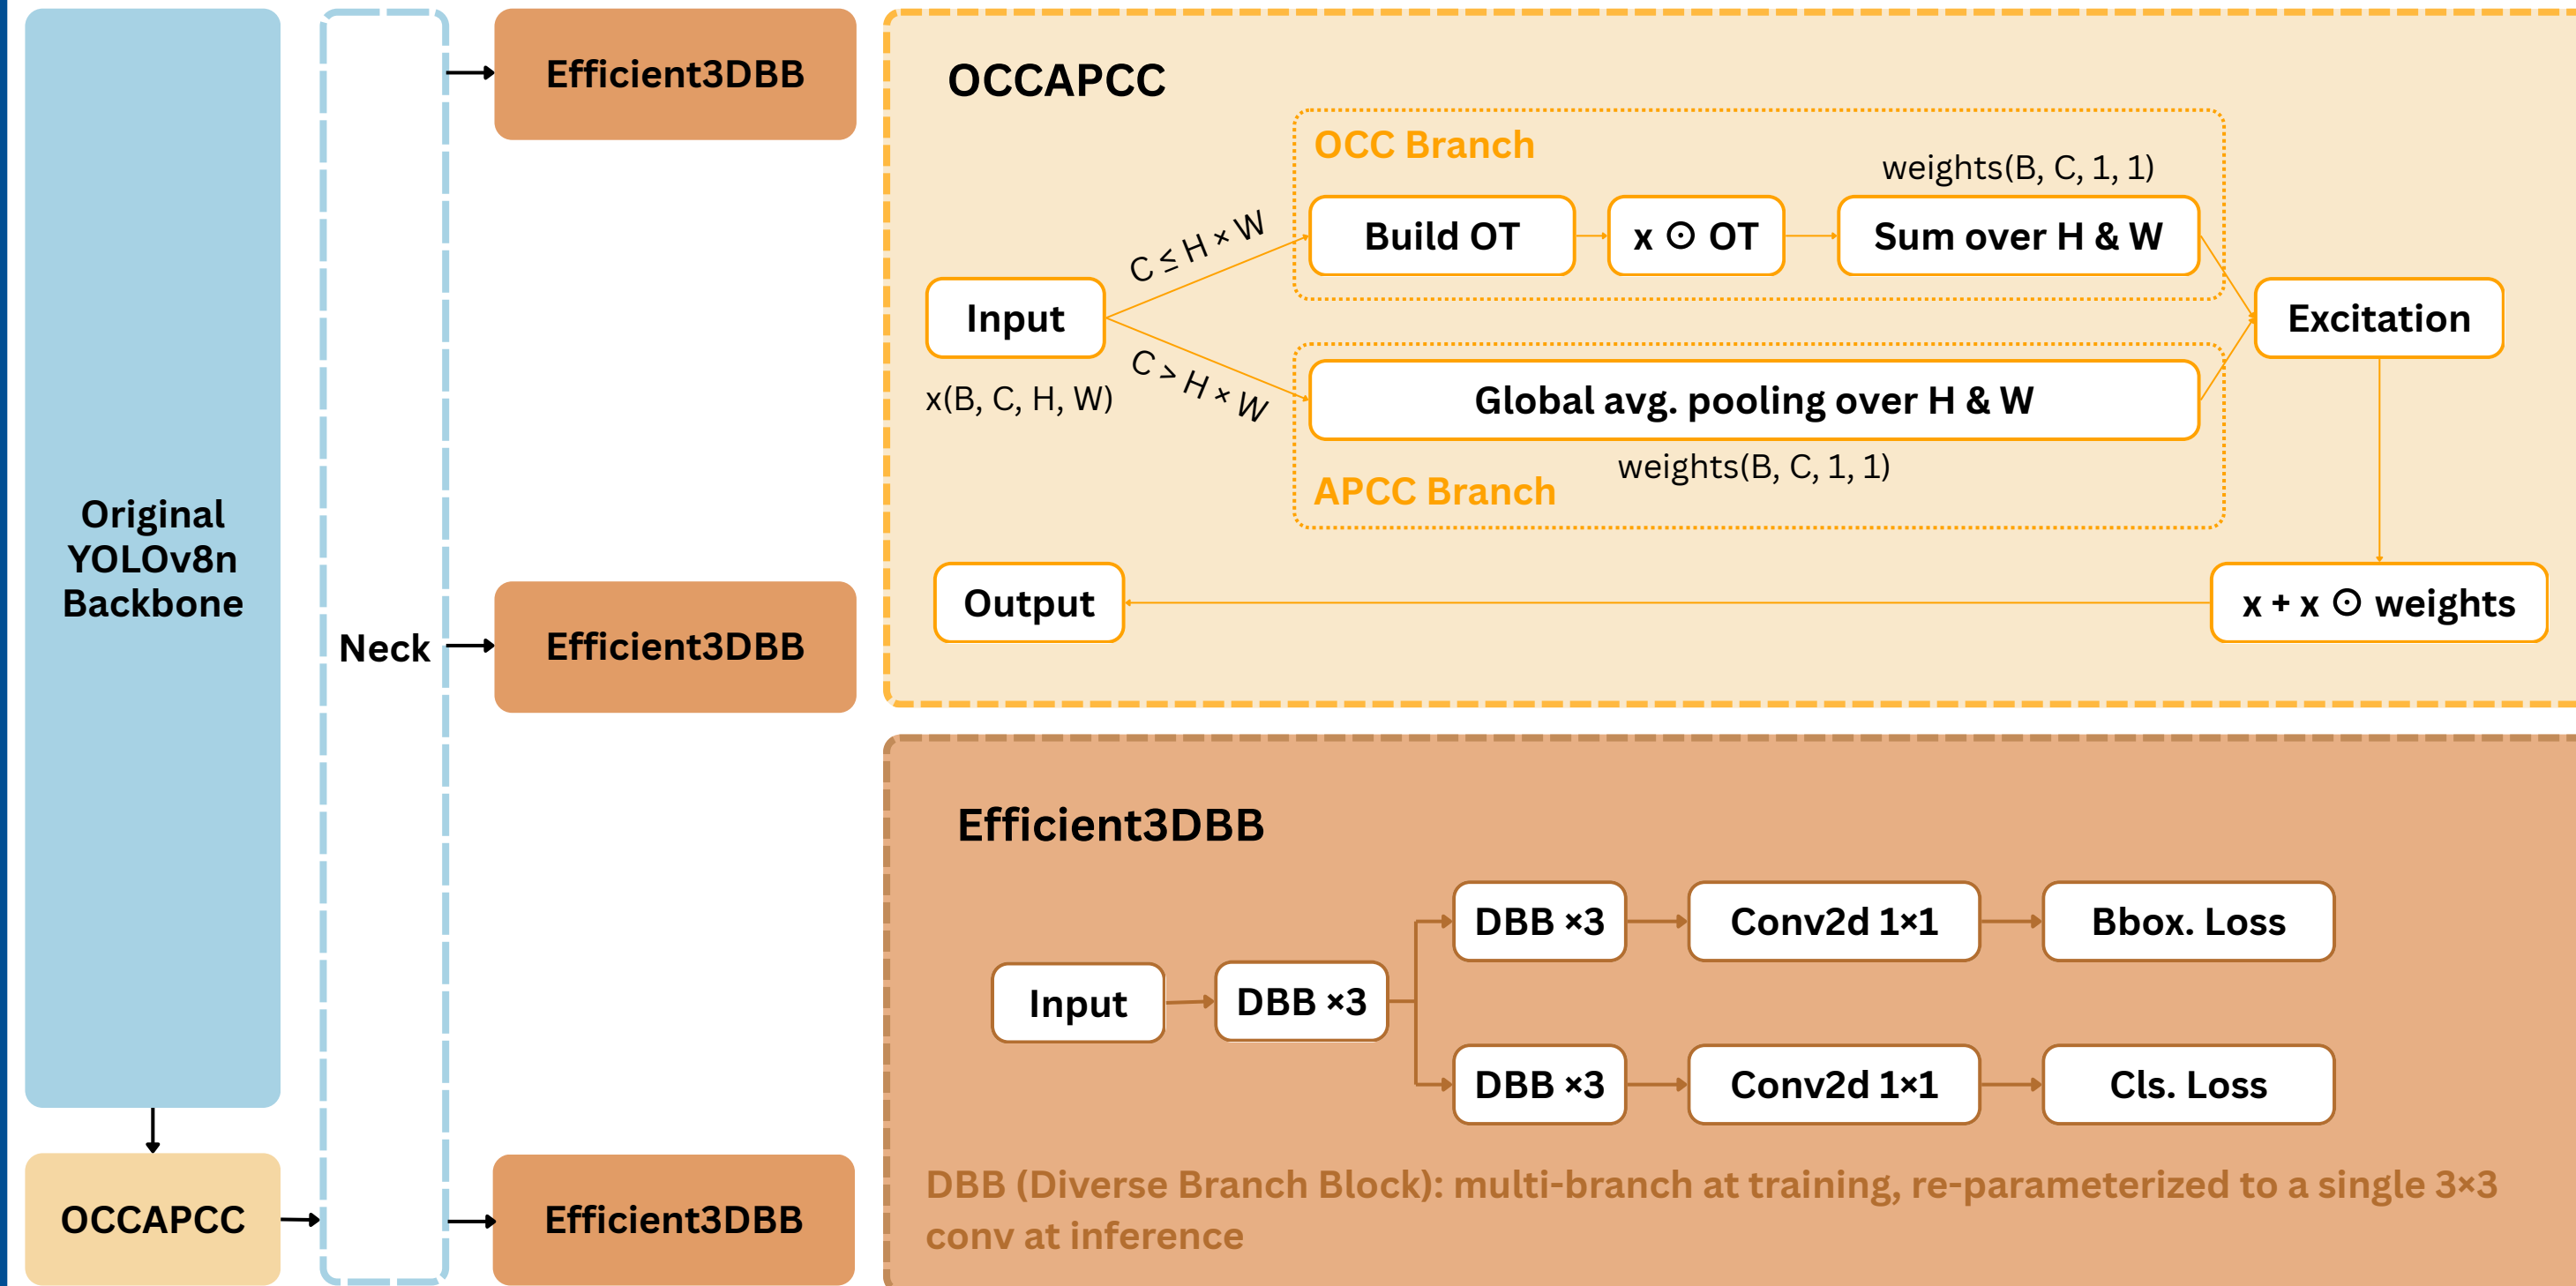 Original
YOLOv8n
Backbone
OCCAPCC
Neck
Efficient3DBB
Efficient3DBB
Efficient3DBB
OCCAPCC
Input
x(B, C, H, W)
C ≤ H × W
C > H × W
OCC Branch
weights(B, C, 1, 1)
Build OT
x ⊙ OT
Sum over H & W
Global avg. pooling over H & W
weights(B, C, 1, 1)
APCC Branch
Excitation
x + x ⊙ weights
Output
Efficient3DBB
Input
DBB ×3
DBB ×3
Conv2d 1×1
Bbox. Loss
DBB ×3
Conv2d 1×1
Cls. Loss
DBB (Diverse Branch Block): multi-branch at training, re-parameterized to a single 3×3
conv at inference